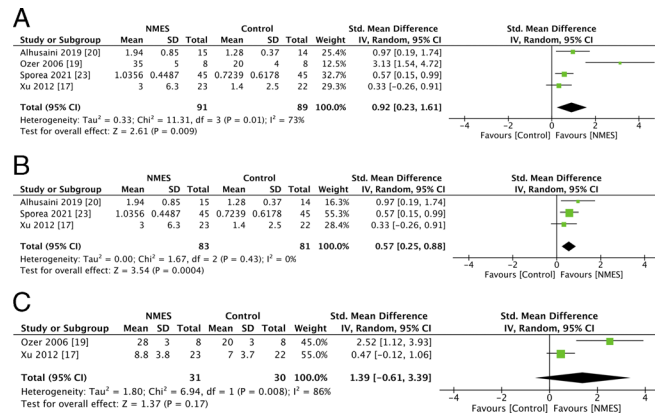 A
NMES Control Std. Mean Difference Std. Mean Difference
Study or Subgroup Mean SD Total Mean SD Total Weight IV, Random, 95% CI IV, Random, 95% CI
Alhusaini 2019 [20] 1.94 0.85 15 1.28 0.37 14 25.4% 0.97 [0.19, 1.74]
Ozer 2006 [19] 35 5 8 20 4 8 12.5% 3.13 [1.54, 4.72]
Sporea 2021 [23] 1.0356 0.4487 45 0.7239 0.6178 45 32.7% 0.57 [0.15, 0.99]
Xu 2012 [17] 3 6.3 23 1.4 2.5 22 29.3% 0.33 [-0.26, 0.91]
Total (95% CI) 91 89 100.0% 0.92 [0.23, 1.61]
Heterogeneity: Tau² = 0.33; Chi² = 11.31, df = 3 (P = 0.01); I² = 73%
Test for overall effect: Z = 2.61 (P = 0.009)
-4 -2 0 2 4
Favours [Control] Favours [NMES]
B
NMES Control Std. Mean Difference Std. Mean Difference
Study or Subgroup Mean SD Total Mean SD Total Weight IV, Random, 95% CI IV, Random, 95% CI
Alhusaini 2019 [20] 1.94 0.85 15 1.28 0.37 14 16.3% 0.97 [0.19, 1.74]
Sporea 2021 [23] 1.0356 0.4487 45 0.7239 0.6178 45 55.3% 0.57 [0.15, 0.99]
Xu 2012 [17] 3 6.3 23 1.4 2.5 22 28.4% 0.33 [-0.26, 0.91]
Total (95% CI) 83 81 100.0% 0.57 [0.25, 0.88]
Heterogeneity: Tau² = 0.00; Chi² = 1.67, df = 2 (P = 0.43); I² = 0%
Test for overall effect: Z = 3.54 (P = 0.0004)
-4 -2 0 2 4
Favours [Control] Favours [NMES]
C
NMES Control Std. Mean Difference Std. Mean Difference
Study or Subgroup Mean SD Total Mean SD Total Weight IV, Random, 95% CI IV, Random, 95% CI
Ozer 2006 [19] 28 3 8 20 3 8 45.0% 2.52 [1.12, 3.93]
Xu 2012 [17] 8.8 3.8 23 7 3.7 22 55.0% 0.47 [-0.12, 1.06]
Total (95% CI) 31 30 100.0% 1.39 [-0.61, 3.39]
Heterogeneity: Tau² = 1.80; Chi² = 6.94, df = 1 (P = 0.008); I² = 86%
Test for overall effect: Z = 1.37 (P = 0.17)
-4 -2 0 2 4
Favours [Control] Favours [NMES]